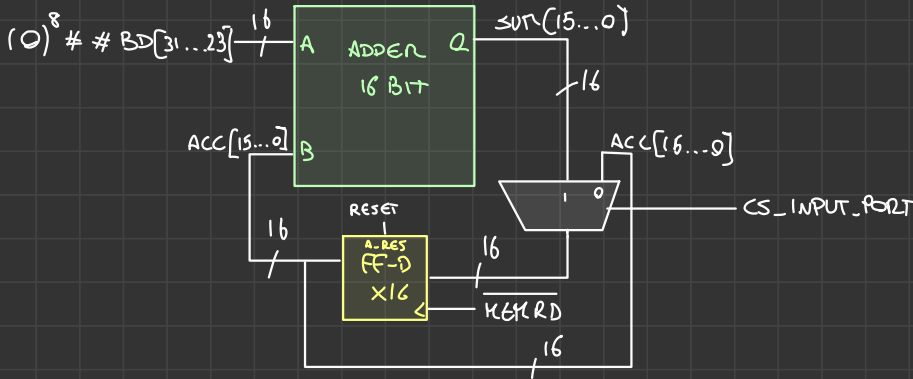 (0)^8 # # BD[31...23]
16
A
ADDER
16 BIT
Q
SUM(15...0)
16
ACC[15...0]
B
ACC[16...0]
1
0
CS_INPUT_PORT
RESET
16
A_RES
FF-D
X16
16
MEMRD
16